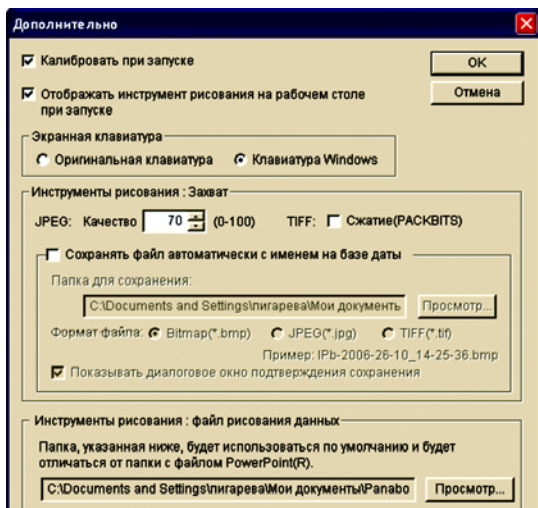 Дополнительно
Калибровать при запуске
OK
Отображать инструмент рисования на рабочем столе
при запуске
Отмена
Экранная клавиатура
Оригинальная клавиатура Клавиатура Windows
Инструменты рисования : Захват
JPEG: Качество 70 (0-100) TIFF: Сжатие(PACKBITS)
Сохранять файл автоматически с именем на базе даты
Папка для сохранения:
C:\Documents and Settings\пигарева\Мои документь Просмотр...
Формат файла: Bitmap(*.bmp) JPEG(*.jpg) TIFF(*.tif)
Пример: IPb-2006-26-10_14-25-36.bmp
Показывать диалоговое окно подтверждения сохранения
Инструменты рисования : файл рисования данных
Папка, указанная ниже, будет использоваться по умолчанию и будет
отличаться от папки с файлом PowerPoint(R).
C:\Documents and Settings\пигарева\Мои документы\Panabo Просмотр...